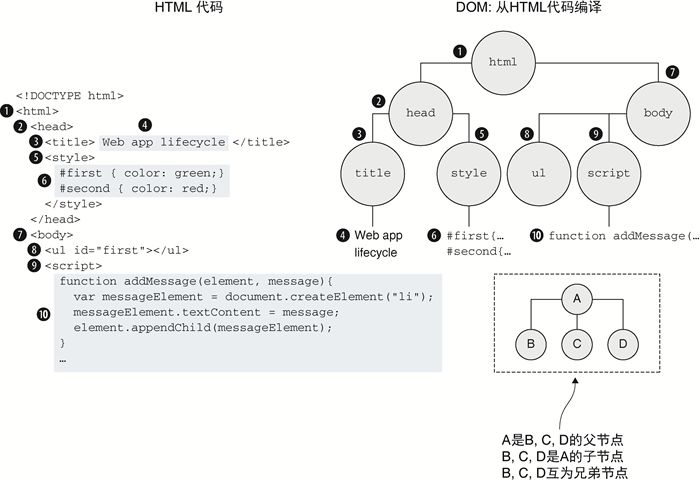 HTML 代码
<!DOCTYPE html>
1 <html>
2 <head>
4
3 <title> Web app lifecycle </title>
5 <style>
6 #first { color: green;}
#second { color: red;}
</style>
</head>
7 <body>
8 <ul id="first"></ul>
9 <script>
10 function addMessage(element, message){
var messageElement = document.createElement("li");
messageElement.textContent = message;
element.appendChild(messageElement);
}
…
DOM: 从HTML代码编译
1 html
2 head
7 body
3 title
5 style
8 ul
9 script
4 Web app
lifecycle
6 #first{…
#second{…
10 function addMessage(…
A
B C D
A是B, C, D的父节点
B, C, D是A的子节点
B, C, D互为兄弟节点